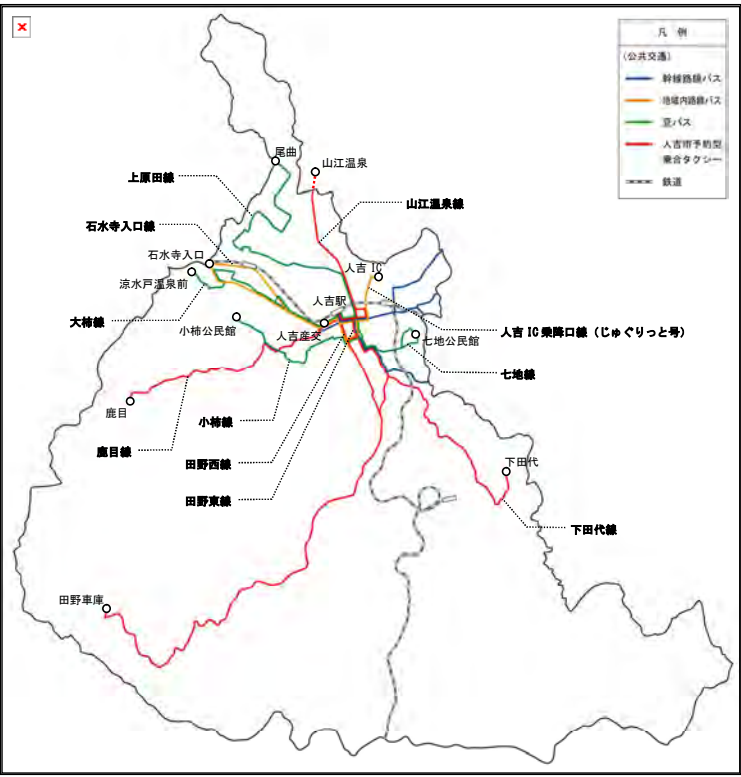 凡 例
(公共交通)
幹線路線バス
地域内路線バス
豆バス
人吉市予約型
乗合タクシー
鉄道
尾曲
山江温泉
上原田線
山江温泉線
石水寺入口線
石水寺入口
人吉 IC
涼水戸温泉前
人吉駅
大柿線
小柿公民館
人吉産交
人吉 IC 乗降口線（じゅぐりっと号）
七地公民館
七地線
鹿目
小柿線
鹿目線
田野西線
下田代
田野東線
下田代線
田野車庫